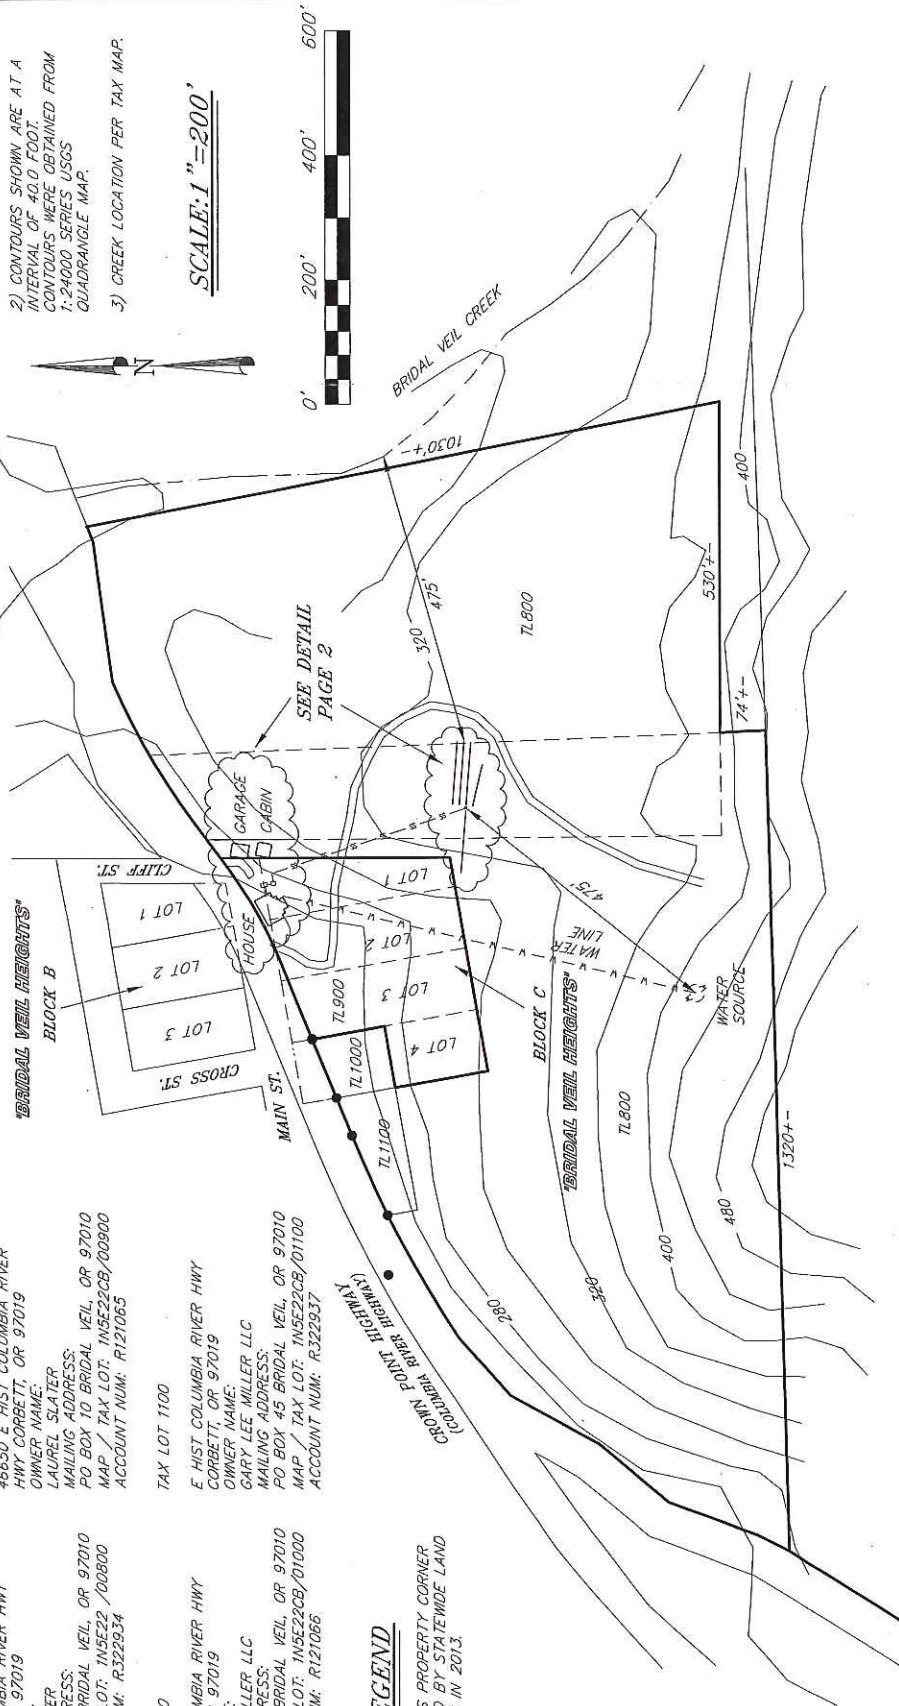 2) CONTOURS SHOWN ARE AT A
INTERVAL OF 40.0 FOOT.
CONTOURS WERE OBTAINED FROM
1:24000 SERIES USGS
QUADRANGLE MAP.
3) CREEK LOCATION PER TAX MAP.
N
SCALE: 1"=200'
0' 200' 400' 600'
BRIDAL VEIL CREEK
1030'+-
475'
320
TL800
530'+-
400
74'+-
SEE DETAIL
PAGE 2
GARAGE
CABIN
HOUSE
"BRIDAL VEIL HEIGHTS"
BLOCK B
CLIFF ST.
LOT 1
LOT 2
LOT 3
CROSS ST.
MAIN ST.
TL900
TL1000
TL1100
LOT 1
LOT 2
LOT 3
LOT 4
BLOCK C
"BRIDAL VEIL HEIGHTS"
WATER
LINE
475'
WATER
SOURCE
TL800
1320+-
480
400
320
280
CROWN POINT HIGHWAY
(COLUMBIA RIVER HIGHWAY)
46650 E HIST COLUMBIA RIVER
HWY CORBETT, OR 97019
OWNER NAME:
LAUREL SLATER
MAILING ADDRESS:
PO BOX 10 BRIDAL VEIL, OR 97010
MAP / TAX LOT: 1N5E22CB/00900
ACCOUNT NUM: R121065
TAX LOT 1100
E HIST COLUMBIA RIVER HWY
CORBETT, OR 97019
OWNER NAME:
GARY LEE MILLER LLC
MAILING ADDRESS:
PO BOX 45 BRIDAL VEIL, OR 97010
MAP / TAX LOT: 1N5E22CB/01100
ACCOUNT NUM: R322937
RIVER HWY
97019
BRIDAL VEIL, OR 97010
LOT: 1N5E22 /00800
R322934
RIVER HWY
97019
LLC
BRIDAL VEIL, OR 97010
LOT: 1N5E22CB/01000
R121066
PROPERTY CORNER
BY STATEWIDE LAND
IN 2013.